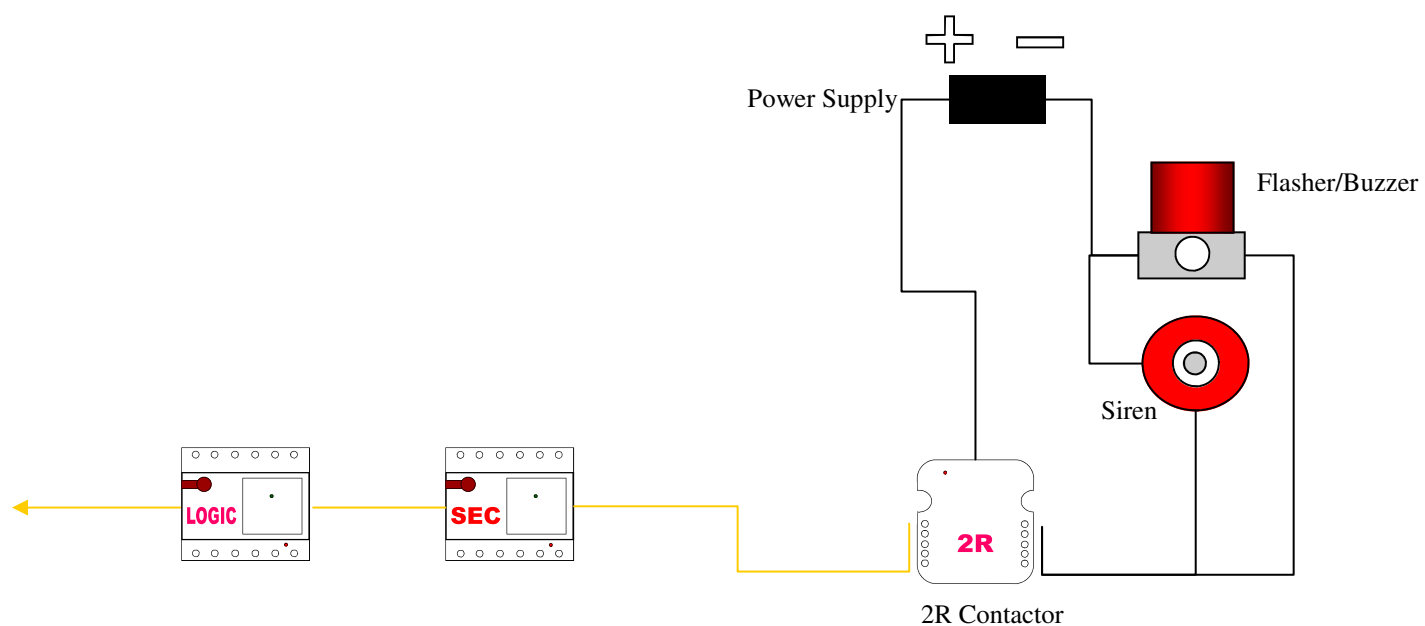 Power Supply
Flasher/Buzzer
Siren
LOGIC
SEC
2R
2R Contactor